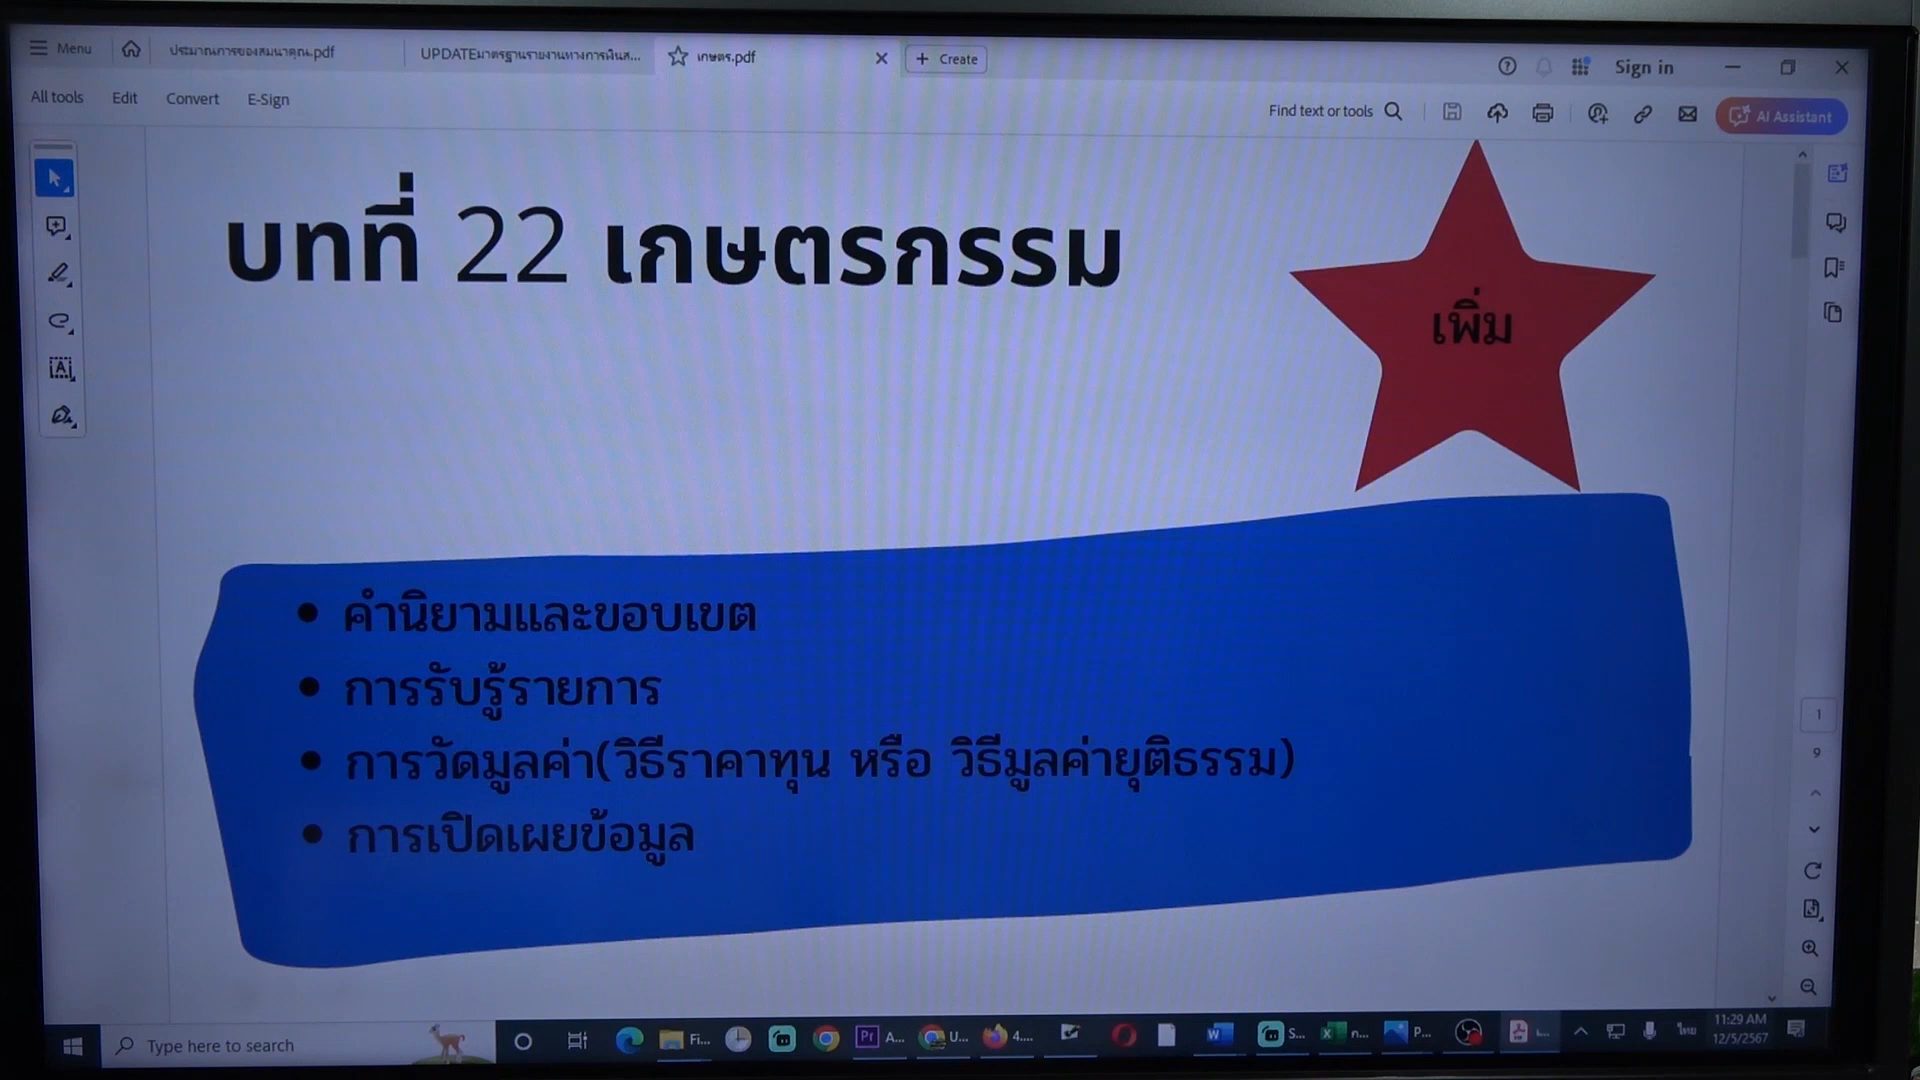 Menu
ประมาณการของสมนาคุณ.pdf
UPDATEมาตรฐานรายงานทางการเงินส...
เกษตร.pdf
Create
Sign in
All tools
Edit
Convert
E-Sign
Find text or tools
AI Assistant
บทที่ 22 เกษตรกรรม
เพิ่ม
• คำนิยามและขอบเขต
• การรับรู้รายการ
• การวัดมูลค่า(วิธีราคาทุน หรือ วิธีมูลค่ายุติธรรม)
• การเปิดเผยข้อมูล
1
9
Type here to search
Fi...
Pr
A...
U...
4....
S...
ก...
P...
เ...
ไทย
11:29 AM
12/5/2567